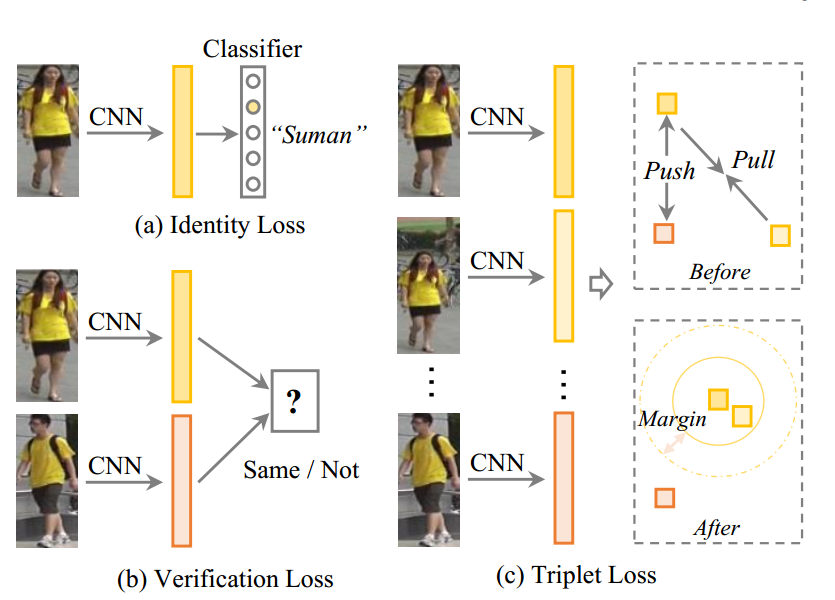 Classifier
CNN
“Suman”
(a) Identity Loss
CNN
?
CNN
Same / Not
(b) Verification Loss
CNN
CNN
CNN
(c) Triplet Loss
Push
Pull
Before
Margin
After